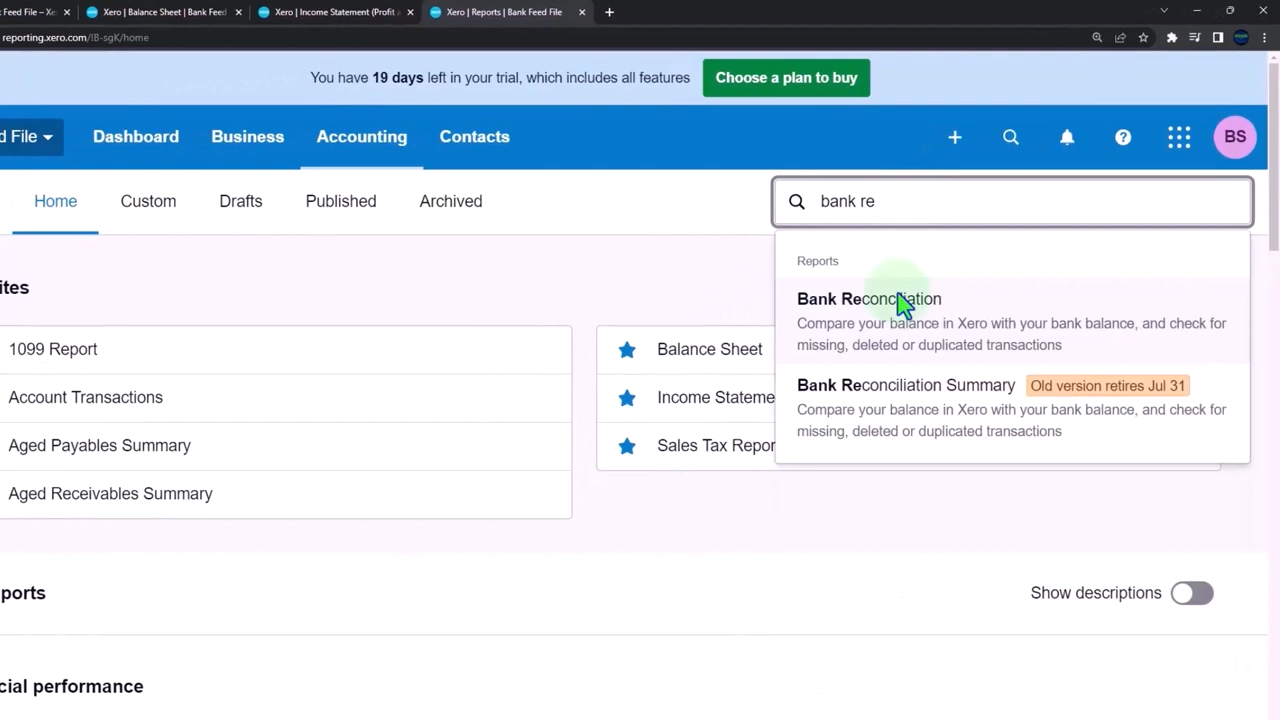 t Feed File – Xe
Xero | Balance Sheet | Bank Feed
Xero | Income Statement (Profit a
Xero | Reports | Bank Feed File
reporting.xero.com/!B-sgK/home
You have 19 days left in your trial, which includes all features
Choose a plan to buy
d File
Dashboard
Business
Accounting
Contacts
BS
Home
Custom
Drafts
Published
Archived
bank re
Reports
Bank Reconciliation
Compare your balance in Xero with your bank balance, and check for
missing, deleted or duplicated transactions
Bank Reconciliation Summary
Old version retires Jul 31
Compare your balance in Xero with your bank balance, and check for
missing, deleted or duplicated transactions
ites
1099 Report
Account Transactions
Aged Payables Summary
Aged Receivables Summary
Balance Sheet
Income Stateme
Sales Tax Repor
ports
Show descriptions
cial performance